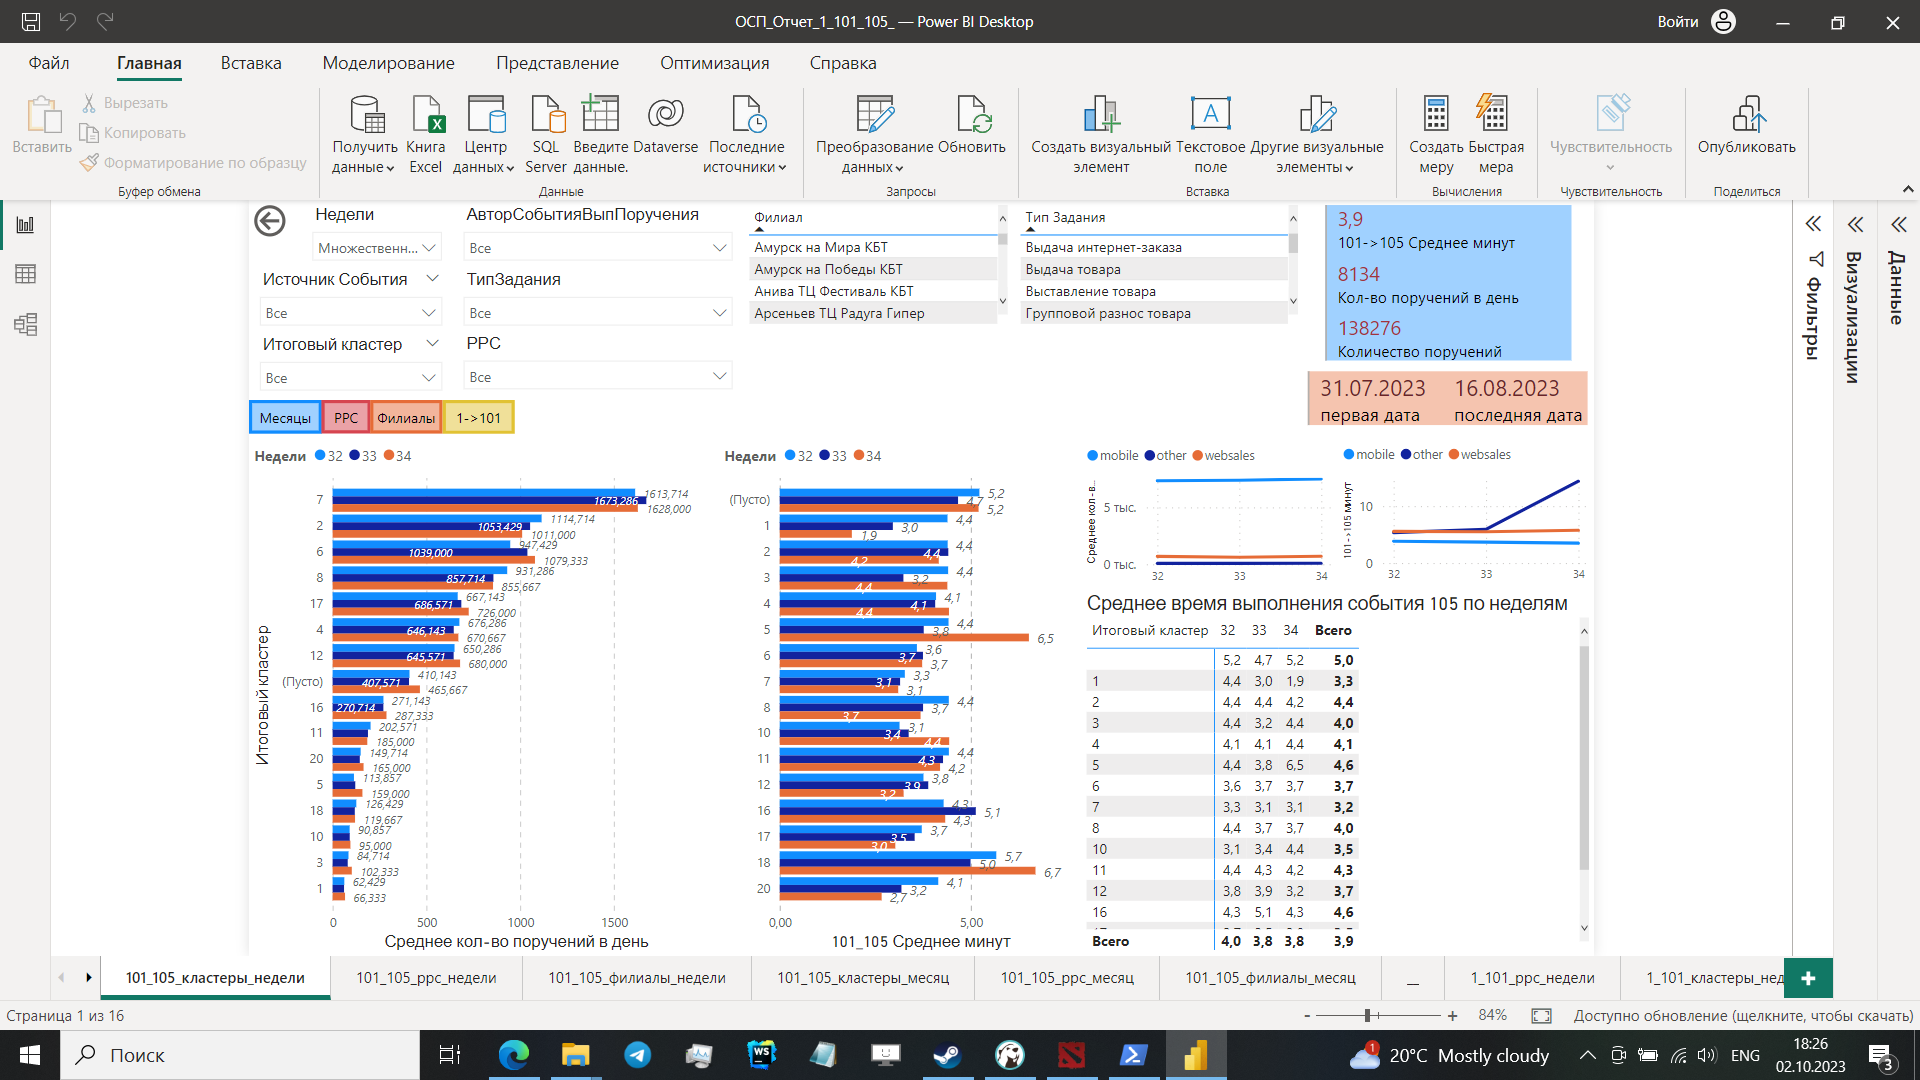 ОСП_Отчет_1_101_105_ — Power BI Desktop
Войти
Файл Главная Вставка Моделирование Представление Оптимизация Справка
Вставить
Вырезать
Копировать
Форматирование по образцу
Буфер обмена
Получить данные
Книга Excel
Центр данных
SQL Server
Введите данные.
Dataverse
Последние источники
Данные
Преобразование данных
Обновить
Запросы
Создать визуальный элемент
Текстовое поле
Другие визуальные элементы
Вставка
Создать меру
Быстрая мера
Вычисления
Чувствительность
Чувствительность
Опубликовать
Поделиться
Недели
Множественн...
АвторСобытияВыпПоручения
Все
Источник События
Все
ТипЗадания
Все
Итоговый кластер
Все
РРС
Все
Филиал
Амурск на Мира КБТ
Амурск на Победы КБТ
Анива ТЦ Фестиваль КБТ
Арсеньев ТЦ Радуга Гипер
Тип Задания
Выдача интернет-заказа
Выдача товара
Выставление товара
Групповой разнос товара
3,9
101->105 Среднее минут
8134
Кол-во поручений в день
138276
Количество поручений
31.07.2023 16.08.2023
первая дата последняя дата
Фильтры
Визуализации
Данные
Месяцы РРС Филиалы 1->101
Недели 32 33 34
Итоговый кластер
7 1613,714 1673,286 1628,000
2 1114,714 1053,429 1011,000
6 947,429 1039,000 1079,333
8 931,286 857,714 855,667
17 667,143 686,571 726,000
4 676,286 646,143 670,667
12 650,286 645,571 680,000
(Пусто) 410,143 407,571 465,667
16 271,143 270,714 287,333
11 202,571 185,000
20 149,714 165,000
5 113,857 159,000
18 126,429 119,667
10 90,857 95,000
3 84,714 102,333
1 62,429 66,333
0 500 1000 1500
Среднее кол-во поручений в день
Недели 32 33 34
(Пусто) 5,2 4,7 5,2
1 4,4 3,0 1,9
2 4,4 4,4 4,2
3 4,4 3,2 4,4
4 4,1 4,1 4,4
5 4,4 3,8 6,5
6 3,6 3,7 3,7
7 3,3 3,1 3,1
8 4,4 3,7 3,7
10 3,1 3,4 4,4
11 4,4 4,3 4,2
12 3,8 3,9 3,2
16 4,3 5,1 4,3
17 3,7 3,5 3,0
18 5,7 5,0 6,7
20 4,1 3,2 2,7
0,00 5,00
101_105 Среднее минут
mobile other websales
Среднее кол-в...
5 тыс.
0 тыс.
32 33 34
mobile other websales
101->105 минут
10
0
32 33 34
Среднее время выполнения события 105 по неделям
Итоговый кластер 32 33 34 Всего
5,2 4,7 5,2 5,0
1 4,4 3,0 1,9 3,3
2 4,4 4,4 4,2 4,4
3 4,4 3,2 4,4 4,0
4 4,1 4,1 4,4 4,1
5 4,4 3,8 6,5 4,6
6 3,6 3,7 3,7 3,7
7 3,3 3,1 3,1 3,2
8 4,4 3,7 3,7 4,0
10 3,1 3,4 4,4 3,5
11 4,4 4,3 4,2 4,3
12 3,8 3,9 3,2 3,7
16 4,3 5,1 4,3 4,6
Всего 4,0 3,8 3,8 3,9
101_105_кластеры_недели 101_105_ррс_недели 101_105_филиалы_недели 101_105_кластеры_месяц 101_105_ррс_месяц 101_105_филиалы_месяц __ 1_101_ррс_недели 1_101_кластеры_нед
Страница 1 из 16
84%
Доступно обновление (щелкните, чтобы скачать)
Поиск
WS
1
20°C Mostly cloudy
ENG
18:26
02.10.2023
3